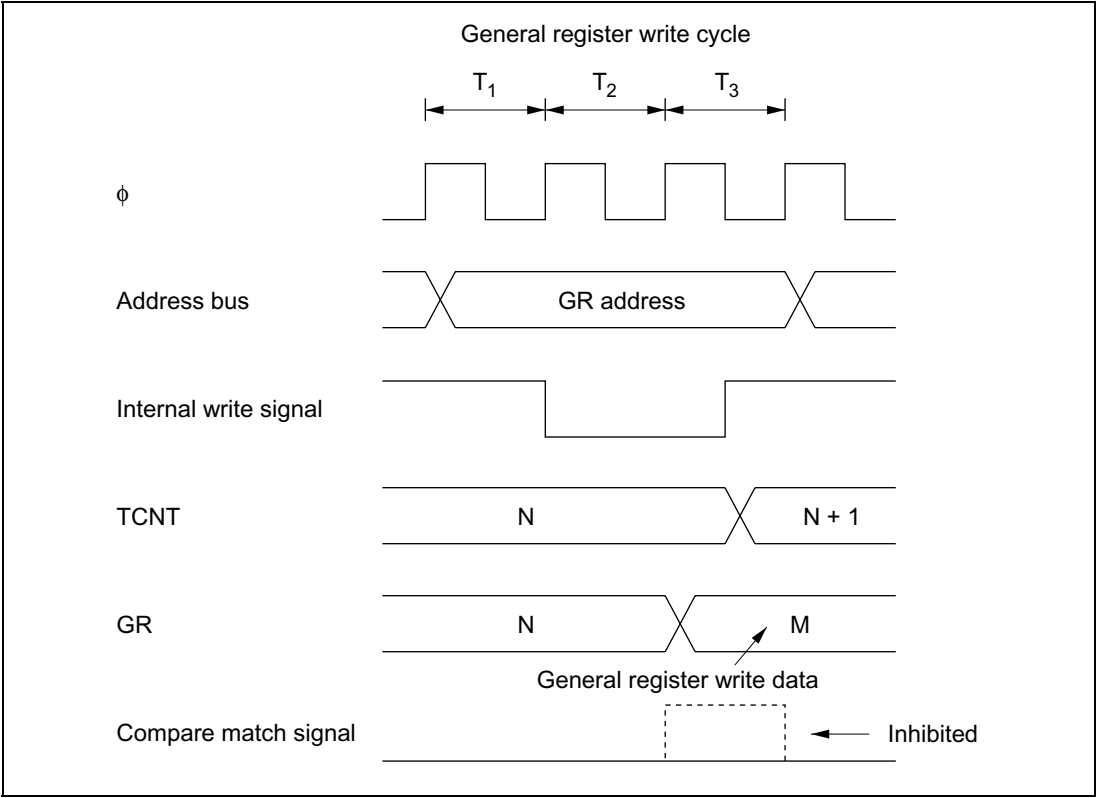 General register write cycle
T1 T2 T3
ϕ
Address bus GR address
Internal write signal
TCNT N N + 1
GR N M
General register write data
Compare match signal Inhibited